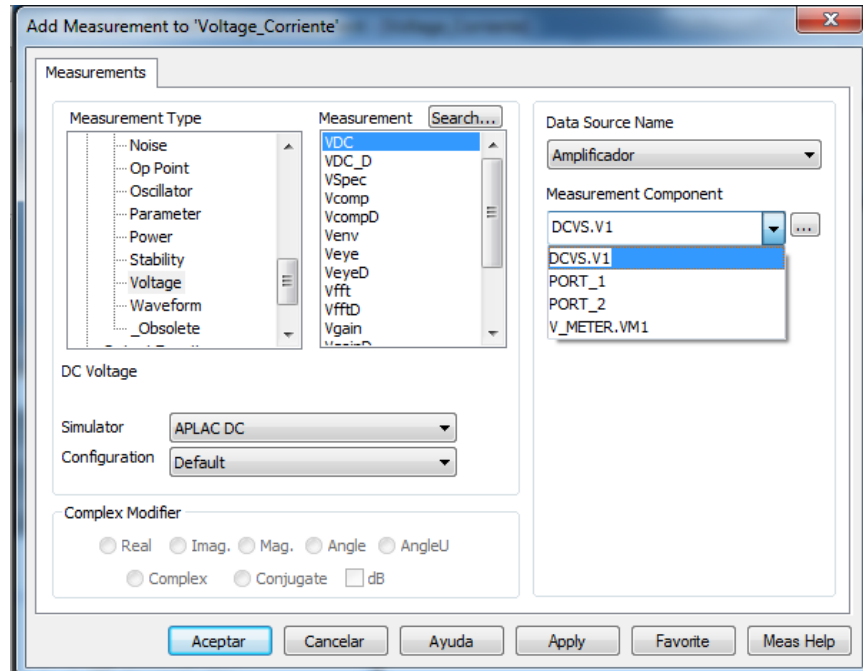 Add Measurement to 'Voltage_Corriente'
Measurements
Measurement Type
Noise
Op Point
Oscillator
Parameter
Power
Stability
Voltage
Waveform
_Obsolete
Measurement
Search...
VDC
VDC_D
VSpec
Vcomp
VcompD
Venv
Veye
VeyeD
Vfft
VfftD
Vgain
DC Voltage
Simulator
APLAC DC
Configuration
Default
Complex Modifier
Real Imag. Mag. Angle AngleU
Complex Conjugate dB
Data Source Name
Amplificador
Measurement Component
DCVS.V1
...
DCVS.V1
PORT_1
PORT_2
V_METER.VM1
Aceptar Cancelar Ayuda Apply Favorite Meas Help